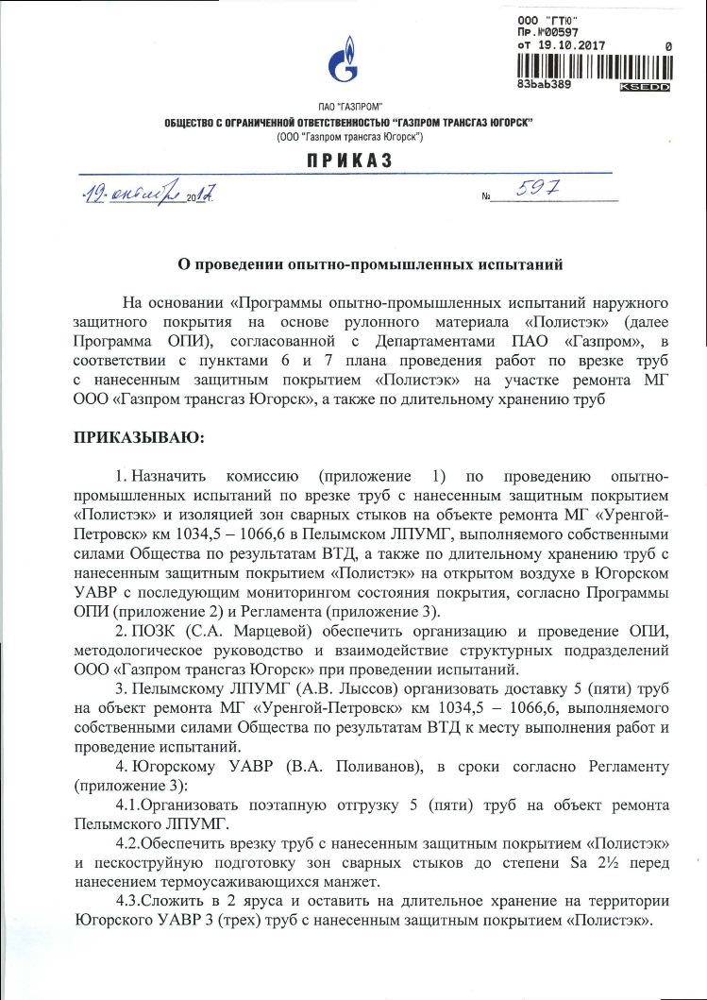 ООО "ГТЮ"
Пр.№00597
от 19.10.2017 0
83bab389 KSEDD
ПАО "ГАЗПРОМ"
ОБЩЕСТВО С ОГРАНИЧЕННОЙ ОТВЕТСТВЕННОСТЬЮ "ГАЗПРОМ ТРАНСГАЗ ЮГОРСК"
(ООО "Газпром трансгаз Югорск")
ПРИКАЗ
19 октября 2017 г. № 597
О проведении опытно-промышленных испытаний
На основании «Программы опытно-промышленных испытаний наружного
защитного покрытия на основе рулонного материала «Полистэк» (далее
Программа ОПИ), согласованной с Департаментами ПАО «Газпром», в
соответствии с пунктами 6 и 7 плана проведения работ по врезке труб
с нанесенным защитным покрытием «Полистэк» на участке ремонта МГ
ООО «Газпром трансгаз Югорск», а также по длительному хранению труб
ПРИКАЗЫВАЮ:
1. Назначить комиссию (приложение 1) по проведению опытно-
промышленных испытаний по врезке труб с нанесенным защитным покрытием
«Полистэк» и изоляцией зон сварных стыков на объекте ремонта МГ «Уренгой-
Петровск» км 1034,5 – 1066,6 в Пелымском ЛПУМГ, выполняемого собственными
силами Общества по результатам ВТД, а также по длительному хранению труб с
нанесенным защитным покрытием «Полистэк» на открытом воздухе в Югорском
УАВР с последующим мониторингом состояния покрытия, согласно Программы
ОПИ (приложение 2) и Регламента (приложение 3).
2. ПОЗК (С.А. Марцевой) обеспечить организацию и проведение ОПИ,
методологическое руководство и взаимодействие структурных подразделений
ООО «Газпром трансгаз Югорск» при проведении испытаний.
3. Пелымскому ЛПУМГ (А.В. Лыссов) организовать доставку 5 (пяти) труб
на объект ремонта МГ «Уренгой-Петровск» км 1034,5 – 1066,6, выполняемого
собственными силами Общества по результатам ВТД к месту выполнения работ и
проведение испытаний.
4. Югорскому УАВР (В.А. Поливанов), в сроки согласно Регламенту
(приложение 3):
4.1.Организовать поэтапную отгрузку 5 (пяти) труб на объект ремонта
Пелымского ЛПУМГ.
4.2.Обеспечить врезку труб с нанесенным защитным покрытием «Полистэк»
и пескоструйную подготовку зон сварных стыков до степени Sa 2½ перед
нанесением термоусаживающихся манжет.
4.3.Сложить в 2 яруса и оставить на длительное хранение на территории
Югорского УАВР 3 (трех) труб с нанесенным защитным покрытием «Полистэк».